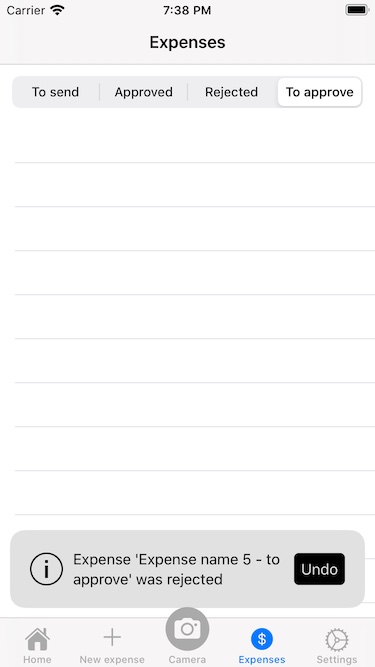 Carrier 7:38 PM
Expenses
To send Approved Rejected To approve
Expense 'Expense name 5 - to
approve' was rejected
Undo
Home New expense Camera Expenses Settings